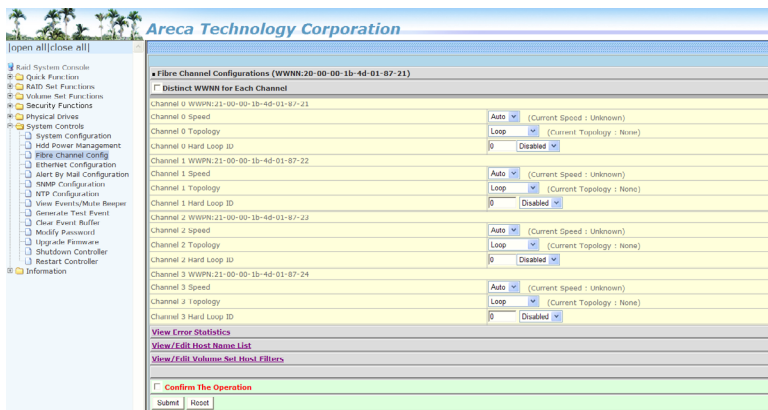 Areca Technology Corporation
|open all|close all|
Raid System Console
Quick Function
RAID Set Functions
Volume Set Functions
Security Functions
Physical Drives
System Controls
System Configuration
Hdd Power Management
Fibre Channel Config
EtherNet Configuration
Alert By Mail Configuration
SNMP Configuration
NTP Configuration
View Events/Mute Beeper
Generate Test Event
Clear Event Buffer
Modify Password
Upgrade Firmware
Shutdown Controller
Restart Controller
Information
Fibre Channel Configurations (WWNN:20-00-00-1b-4d-01-87-21)
Distinct WWNN for Each Channel
Channel 0 WWPN:21-00-00-1b-4d-01-87-21
Channel 0 Speed Auto (Current Speed : Unknown)
Channel 0 Topology Loop (Current Topology : None)
Channel 0 Hard Loop ID 0 Disabled
Channel 1 WWPN:21-00-00-1b-4d-01-87-22
Channel 1 Speed Auto (Current Speed : Unknown)
Channel 1 Topology Loop (Current Topology : None)
Channel 1 Hard Loop ID 0 Disabled
Channel 2 WWPN:21-00-00-1b-4d-01-87-23
Channel 2 Speed Auto (Current Speed : Unknown)
Channel 2 Topology Loop (Current Topology : None)
Channel 2 Hard Loop ID 0 Disabled
Channel 3 WWPN:21-00-00-1b-4d-01-87-24
Channel 3 Speed Auto (Current Speed : Unknown)
Channel 3 Topology Loop (Current Topology : None)
Channel 3 Hard Loop ID 0 Disabled
View Error Statistics
View/Edit Host Name List
View/Edit Volume Set Host Filters
Confirm The Operation
Submit Reset